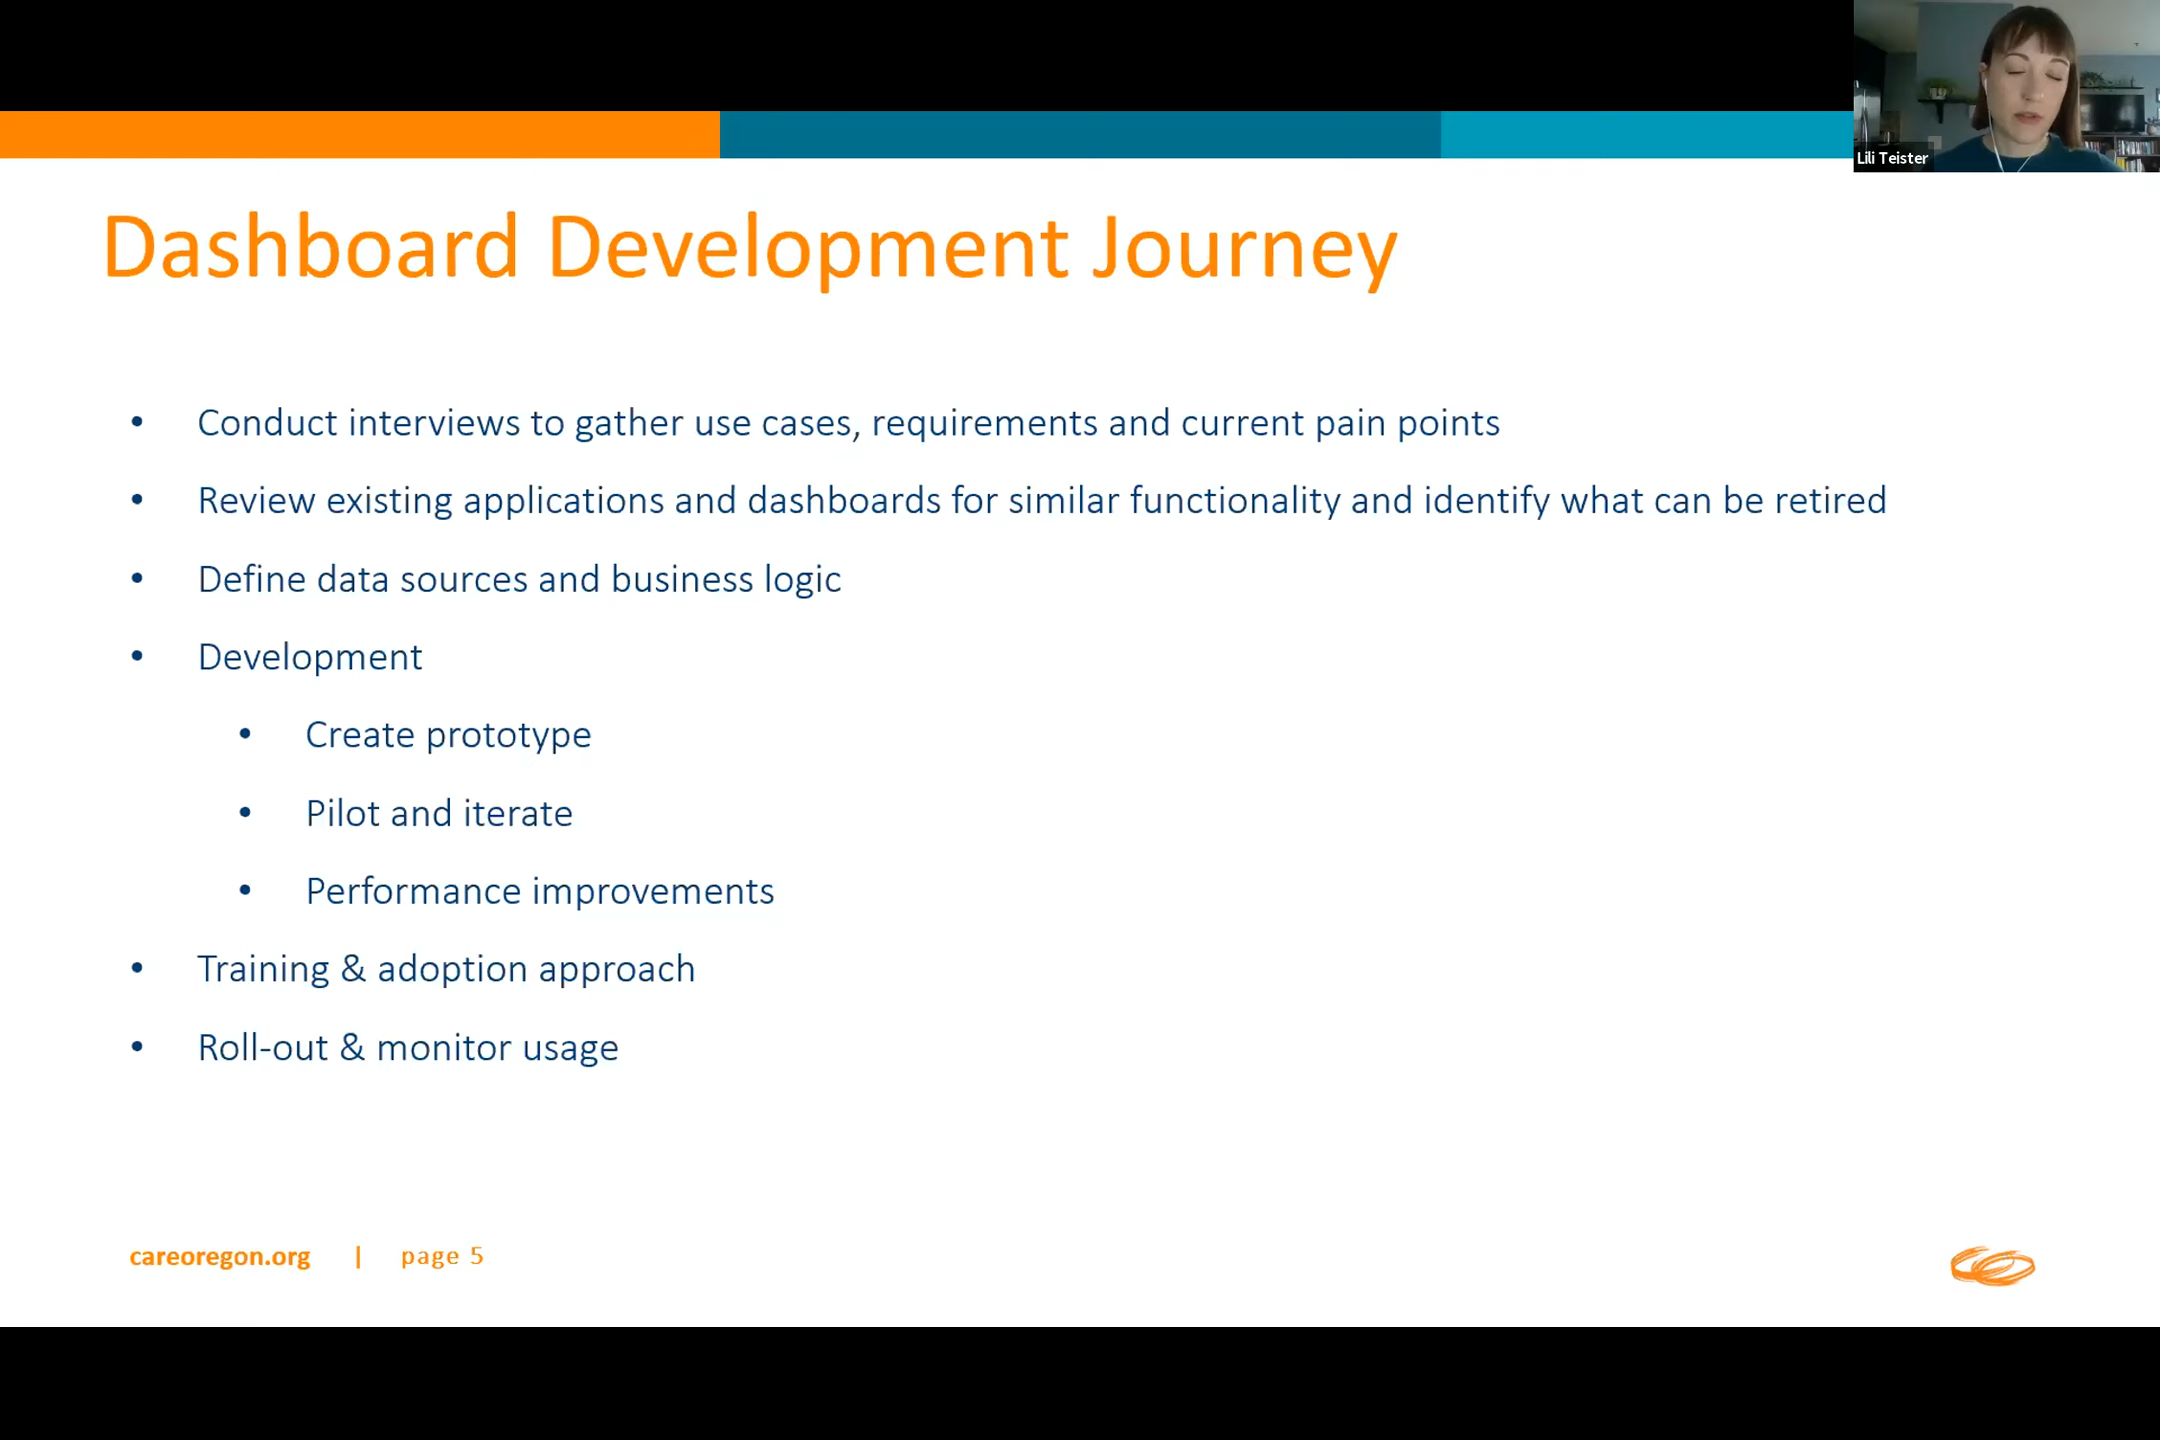 Lili Teister
Dashboard Development Journey
• Conduct interviews to gather use cases, requirements and current pain points
• Review existing applications and dashboards for similar functionality and identify what can be retired
• Define data sources and business logic
• Development
• Create prototype
• Pilot and iterate
• Performance improvements
• Training & adoption approach
• Roll-out & monitor usage
careoregon.org | page 5